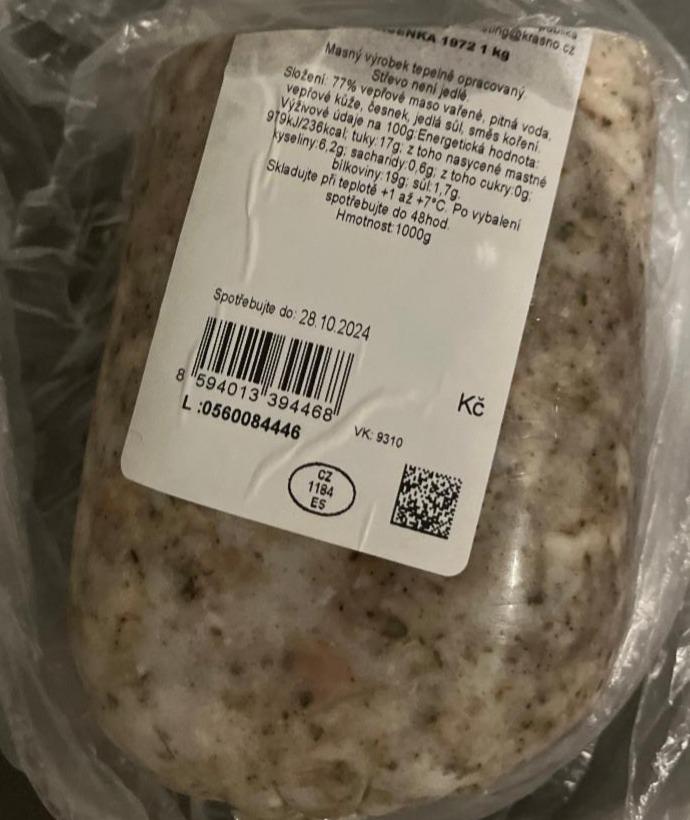 ung@krasno.cz
1972 1 kg
Masný výrobek tepelně opracovaný.
Střevo není jedlé.
Složení: 77% vepřové maso vařené, pitná voda,
vepřové kůže, česnek, jedlá sůl, směs koření.
Výživové údaje na 100g:Energetická hodnota:
979kJ/236kcal; tuky:17g; z toho nasycené mastné
kyseliny:6,2g; sacharidy:0,6g; z toho cukry:0g;
bílkoviny:19g; sůl:1,7g.
Skladujte při teplotě +1 až +7°C. Po vybalení
spotřebujte do 48hod.
Hmotnost:1000g
Spotřebujte do: 28.10.2024
8 594013 394468
L :0560084446
VK: 9310
Kč
CZ
1184
ES